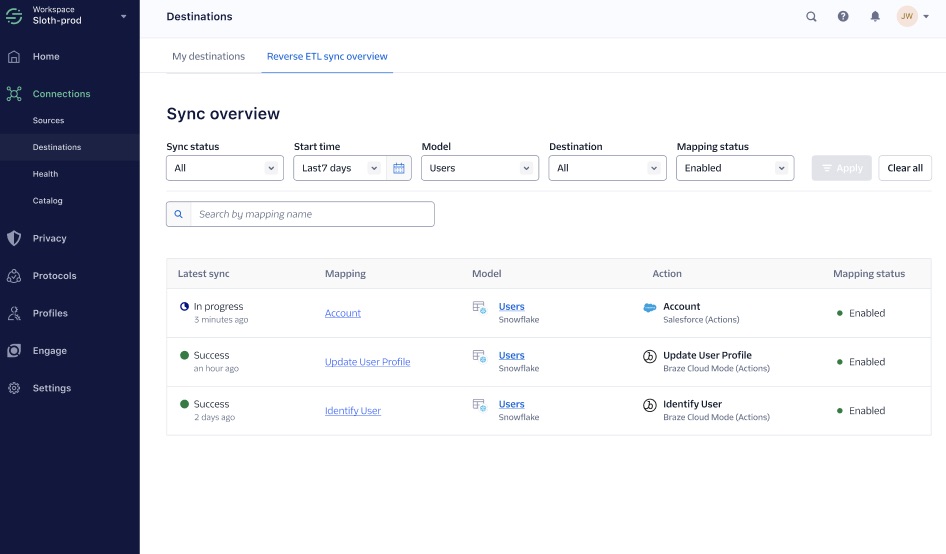 Workspace
Sloth-prod
Home
Connections
Sources
Destinations
Health
Catalog
Privacy
Protocols
Profiles
Engage
Settings
Destinations
JW
My destinations Reverse ETL sync overview
Sync overview
Sync status Start time Model Destination Mapping status
All Last7 days Users All Enabled Apply Clear all
Search by mapping name
Latest sync Mapping Model Action Mapping status
In progress Users Account
3 minutes ago Account Snowflake Salesforce (Actions) Enabled
Success Users Update User Profile
an hour ago Update User Profile Snowflake Braze Cloud Mode (Actions) Enabled
Success Users Identify User
2 days ago Identify User Snowflake Braze Cloud Mode (Actions) Enabled